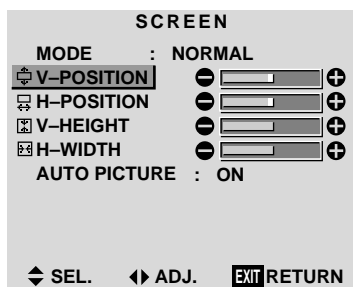 SCREEN
MODE : NORMAL
V–POSITION
H–POSITION
V–HEIGHT
H–WIDTH
AUTO PICTURE : ON
SEL. ADJ. EXIT RETURN